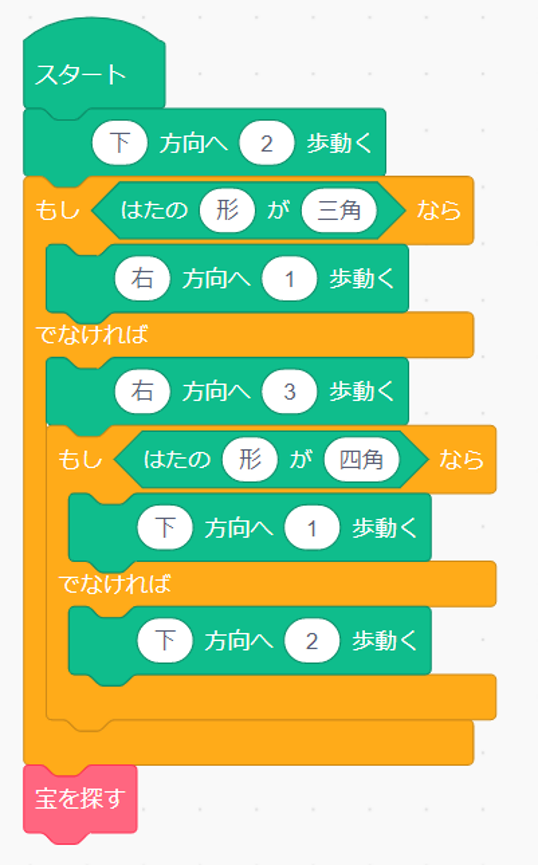 スタート
下 方向へ 2 歩動く
もし はたの 形 が 三角 なら
右 方向へ 1 歩動く
でなければ
右 方向へ 3 歩動く
もし はたの 形 が 四角 なら
下 方向へ 1 歩動く
でなければ
下 方向へ 2 歩動く
宝を探す